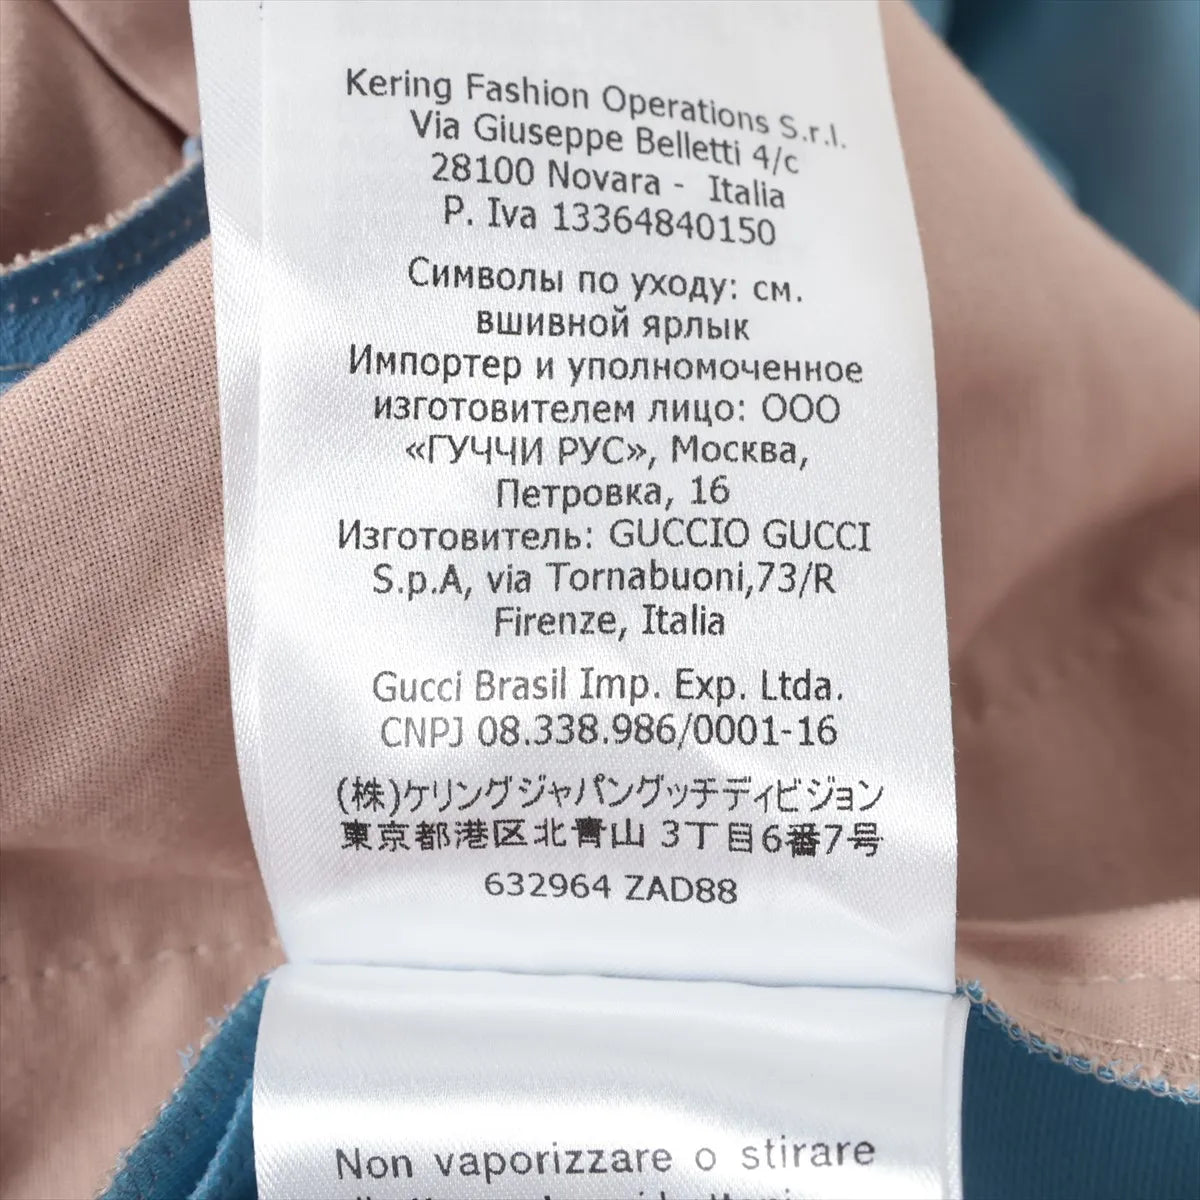 Kering Fashion Operations S.r.l.
Via Giuseppe Belletti 4/c
28100 Novara - Italia
P. Iva 13364840150
Символы по уходу: см.
вшивной ярлык
Импортер и уполномоченное
изготовителем лицо: ООО
«ГУЧЧИ РУС», Москва,
Петровка, 16
Изготовитель: GUCCIO GUCCI
S.p.A, via Tornabuoni,73/R
Firenze, Italia
Gucci Brasil Imp. Exp. Ltda.
CNPJ 08.338.986/0001-16
(株)ケリングジャパングッチディビジョン
東京都港区北青山 3丁目6番7号
632964 ZAD88
Non vaporizzare o stirare